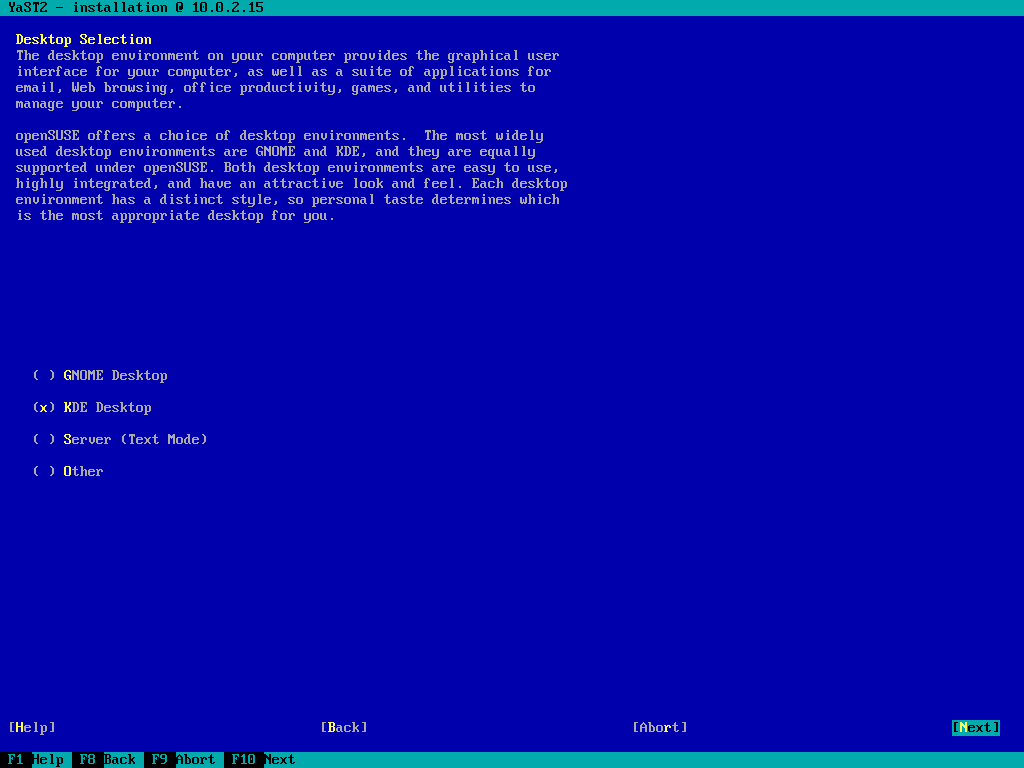 YaST2 - installation @ 10.0.2.15
Desktop Selection
The desktop environment on your computer provides the graphical user
interface for your computer, as well as a suite of applications for
email, Web browsing, office productivity, games, and utilities to
manage your computer.
openSUSE offers a choice of desktop environments.  The most widely
used desktop environments are GNOME and KDE, and they are equally
supported under openSUSE. Both desktop environments are easy to use,
highly integrated, and have an attractive look and feel. Each desktop
environment has a distinct style, so personal taste determines which
is the most appropriate desktop for you.
( ) GNOME Desktop
(x) KDE Desktop
( ) Server (Text Mode)
( ) Other
[Help] [Back] [Abort] [Next]
F1 Help F8 Back F9 Abort F10 Next